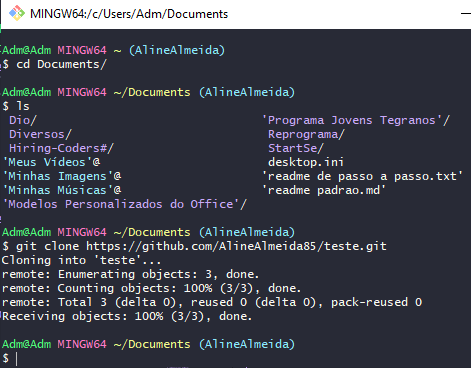 MINGW64:/c/Users/Adm/Documents
Adm@Adm MINGW64 ~ (AlineAlmeida)
$ cd Documents/
Adm@Adm MINGW64 ~/Documents (AlineAlmeida)
$ ls
Dio/ 'Programa Jovens Tegranos'/
Diversos/ Reprograma/
Hiring-Coders#/ StartSe/
'Meus Vídeos'@ desktop.ini
'Minhas Imagens'@ 'readme de passo a passo.txt'
'Minhas Músicas'@ 'readme padrao.md'
'Modelos Personalizados do Office'/
Adm@Adm MINGW64 ~/Documents (AlineAlmeida)
$ git clone https://github.com/AlineAlmeida85/teste.git
Cloning into 'teste'...
remote: Enumerating objects: 3, done.
remote: Counting objects: 100% (3/3), done.
remote: Total 3 (delta 0), reused 0 (delta 0), pack-reused 0
Receiving objects: 100% (3/3), done.
Adm@Adm MINGW64 ~/Documents (AlineAlmeida)
$